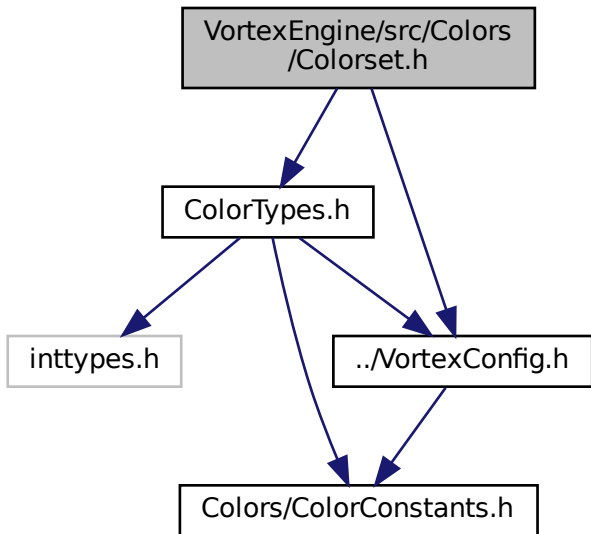 VortexEngine/src/Colors
/Colorset.h
ColorTypes.h
inttypes.h
../VortexConfig.h
Colors/ColorConstants.h